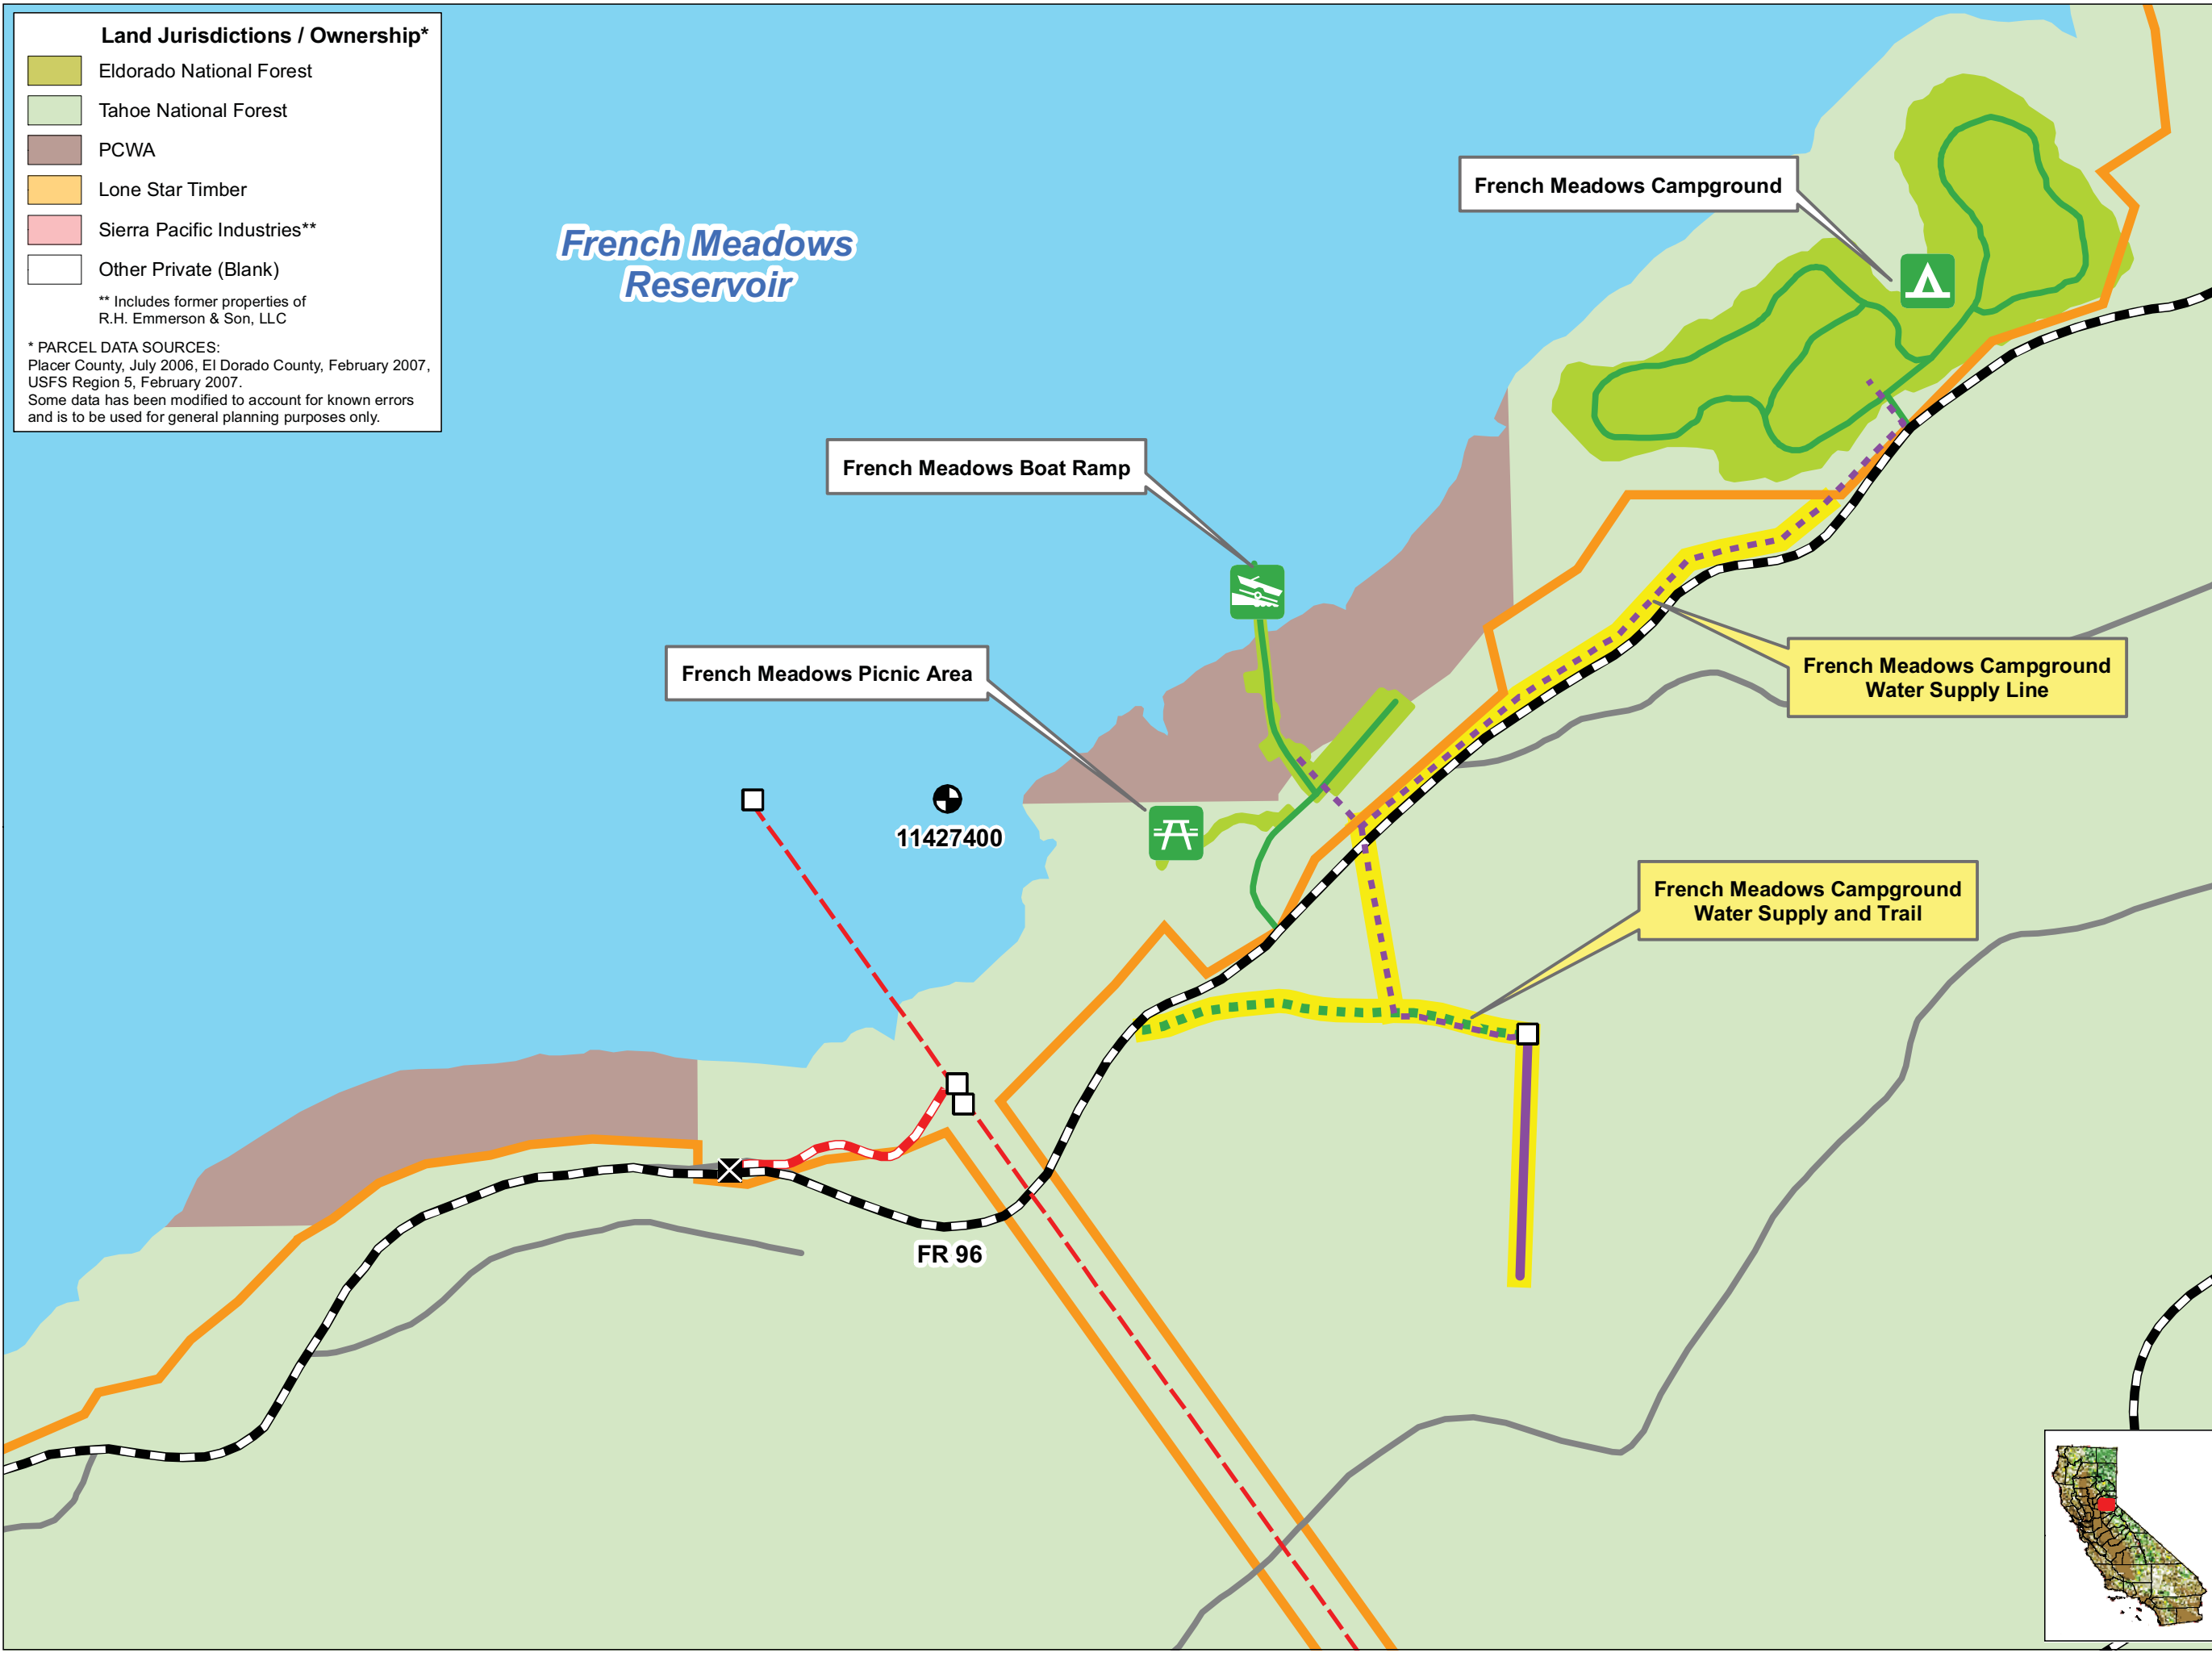 Land Jurisdictions / Ownership*
Eldorado National Forest
Tahoe National Forest
PCWA
Lone Star Timber
Sierra Pacific Industries**
Other Private (Blank)
** Includes former properties of
R.H. Emmerson & Son, LLC
* PARCEL DATA SOURCES:
Placer County, July 2006, El Dorado County, February 2007,
USFS Region 5, February 2007.
Some data has been modified to account for known errors
and is to be used for general planning purposes only.
French Meadows Campground
French Meadows
Reservoir
French Meadows Boat Ramp
French Meadows Picnic Area
French Meadows Campground
Water Supply Line
11427400
French Meadows Campground
Water Supply and Trail
FR 96